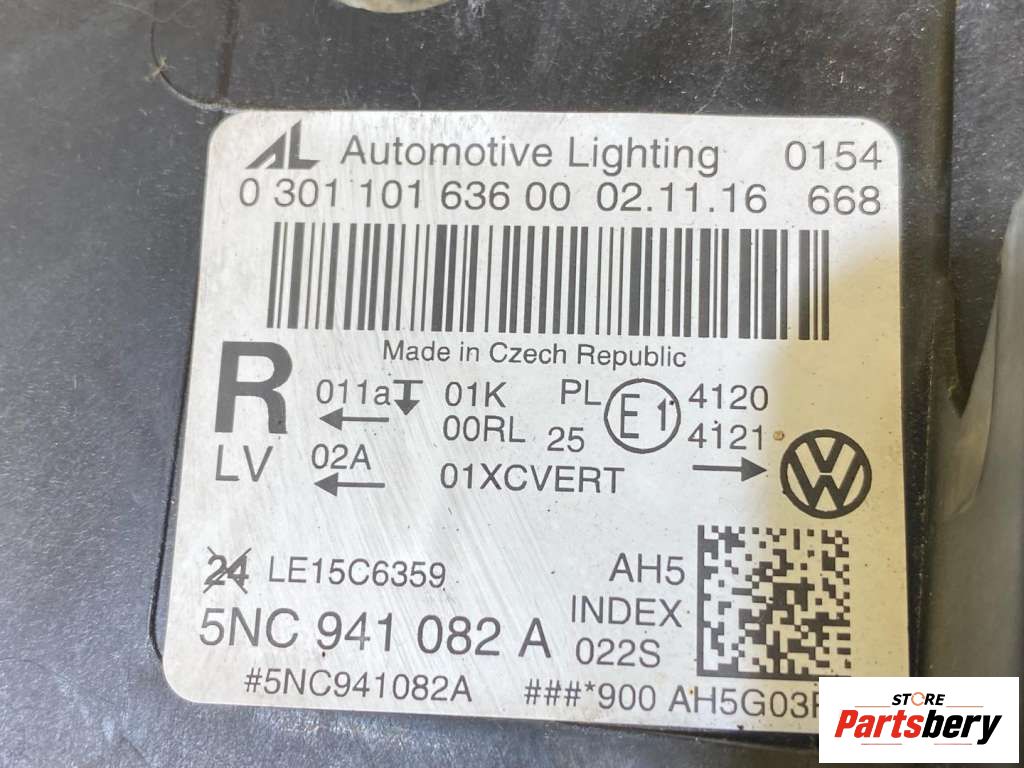 AL Automotive Lighting 0154
0 301 101 636 00 02.11.16 668
Made in Czech Republic
R 011a 01K PL E1 4120
00RL 25 4121
LV 02A 01XCVERT VW
24 LE15C6359 AH5
5NC 941 082 A INDEX
022S
#5NC941082A ###*900 AH5G03
STORE
Partsbery